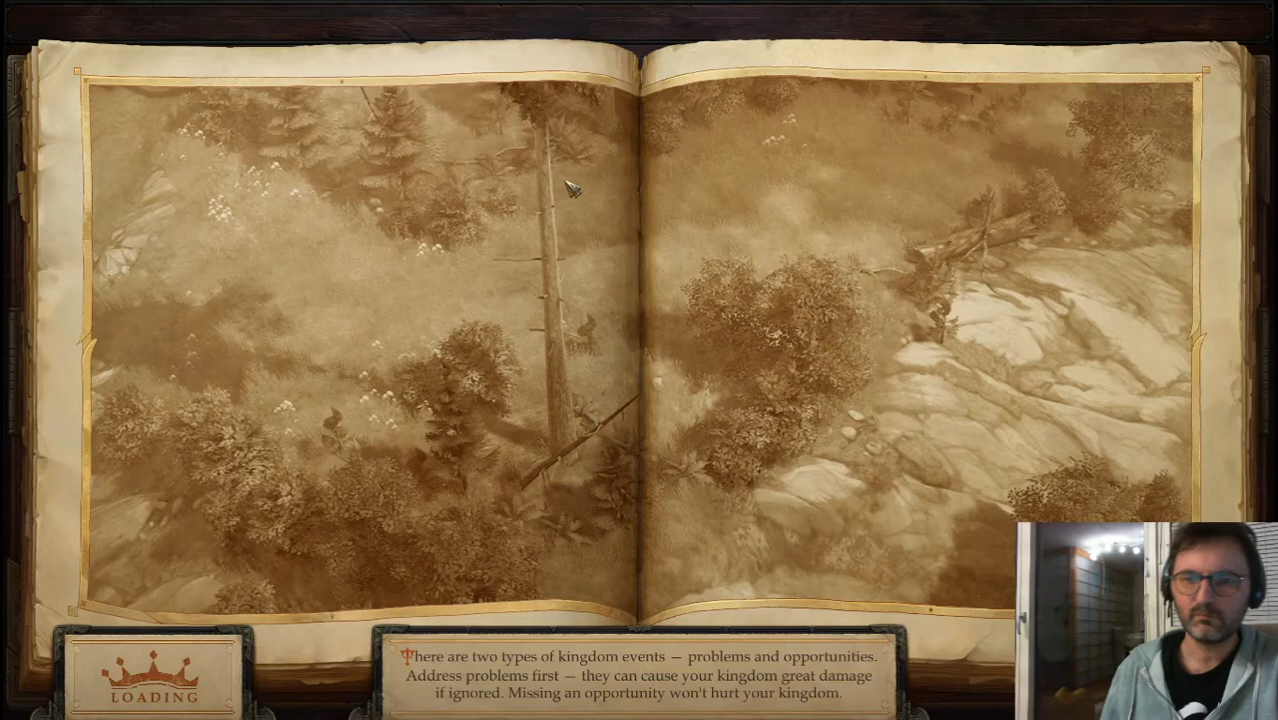 There are two types of kingdom events — problems and opportunities.
Address problems first — they can cause your kingdom great damage
if ignored. Missing an opportunity won't hurt your kingdom.
LOADING